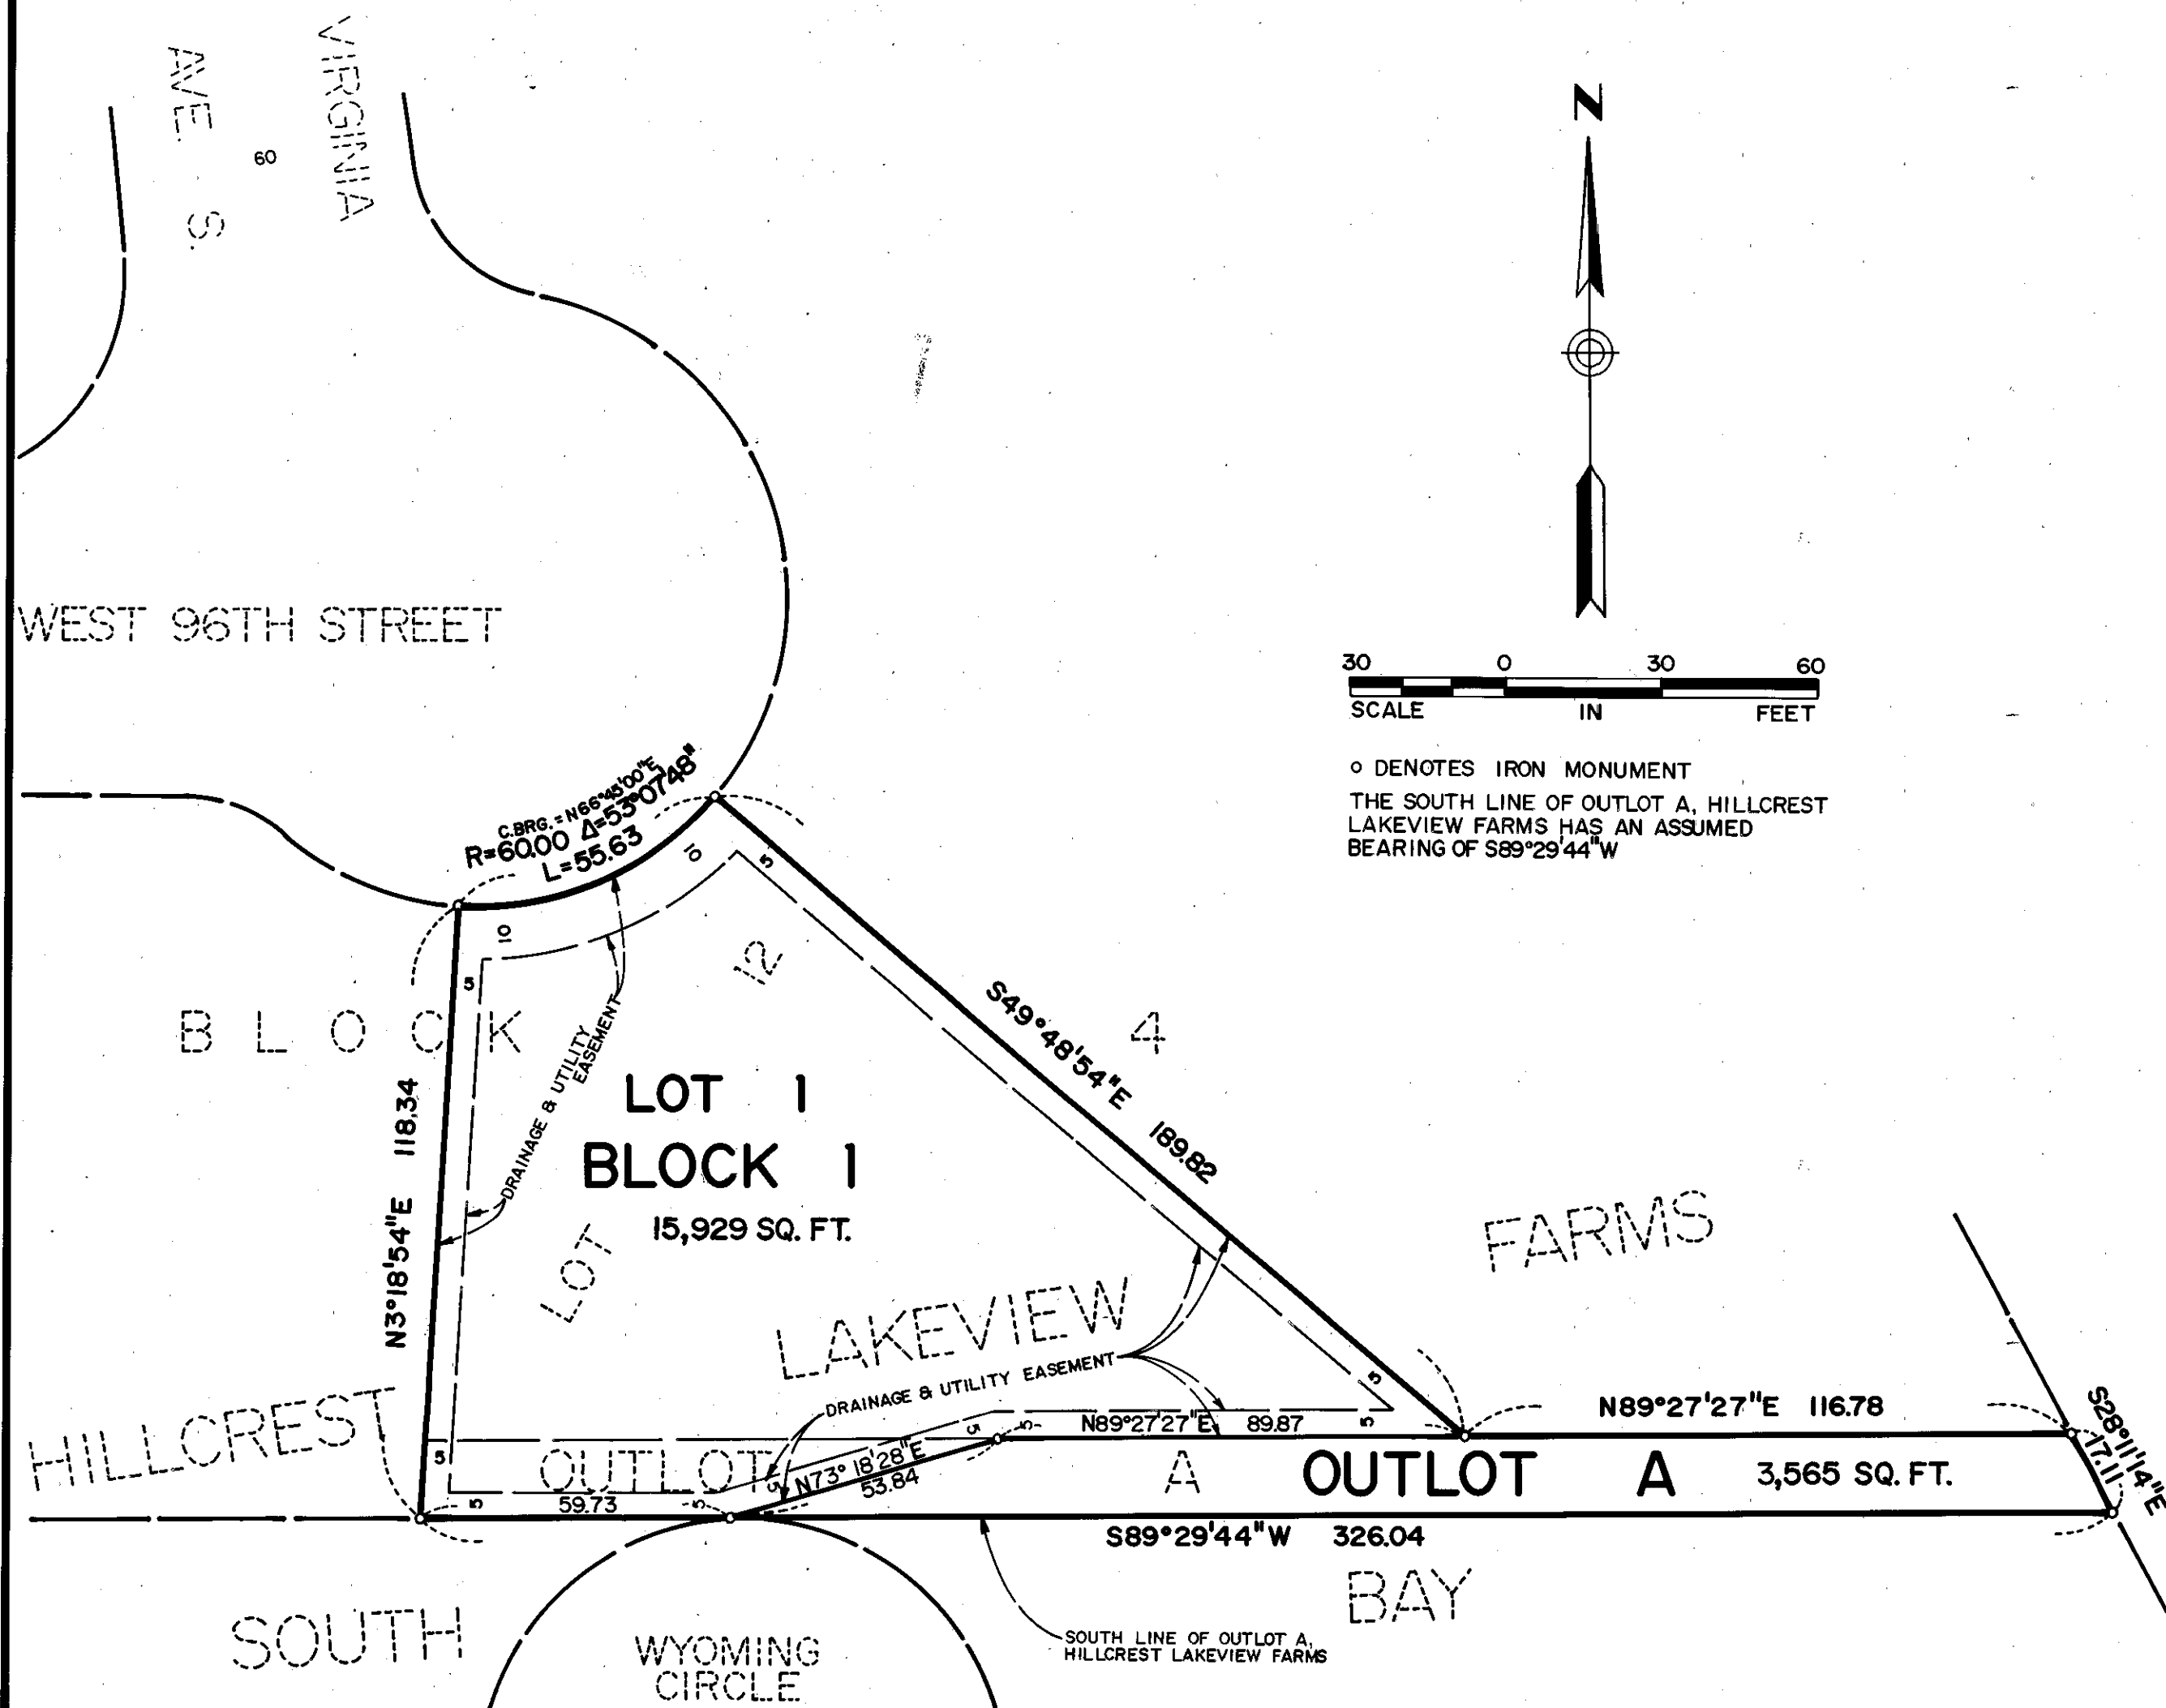 VIRGINIA
AVE. S.
60
N
WEST 96TH STREET
30 0 30 60
SCALE IN FEET
o DENOTES IRON MONUMENT
THE SOUTH LINE OF OUTLOT A, HILLCREST
LAKEVIEW FARMS HAS AN ASSUMED
BEARING OF S89°29'44"W
C.BRG.=N66°45'00"E
R=60.00 Δ=53°07'48"
L=55.63
10
5
10
5
12
BLOCK
4
S49°48'54"E 189.82
DRAINAGE & UTILITY
EASEMENT
LOT 1
BLOCK 1
15,929 SQ. FT.
N3°18'54"E 118.34
LOT
FARMS
LAKEVIEW
DRAINAGE & UTILITY EASEMENT
HILLCREST
5
5
5
5
N89°27'27"E 89.87
N89°27'27"E 116.78
S28°11'14"E
17.11
5
OUTLOT
5
N73°18'28"E
53.84
A
OUTLOT A
3,565 SQ. FT.
5
59.73
5
S89°29'44"W 326.04
BAY
SOUTH
WYOMING
CIRCLE
SOUTH LINE OF OUTLOT A,
HILLCREST LAKEVIEW FARMS